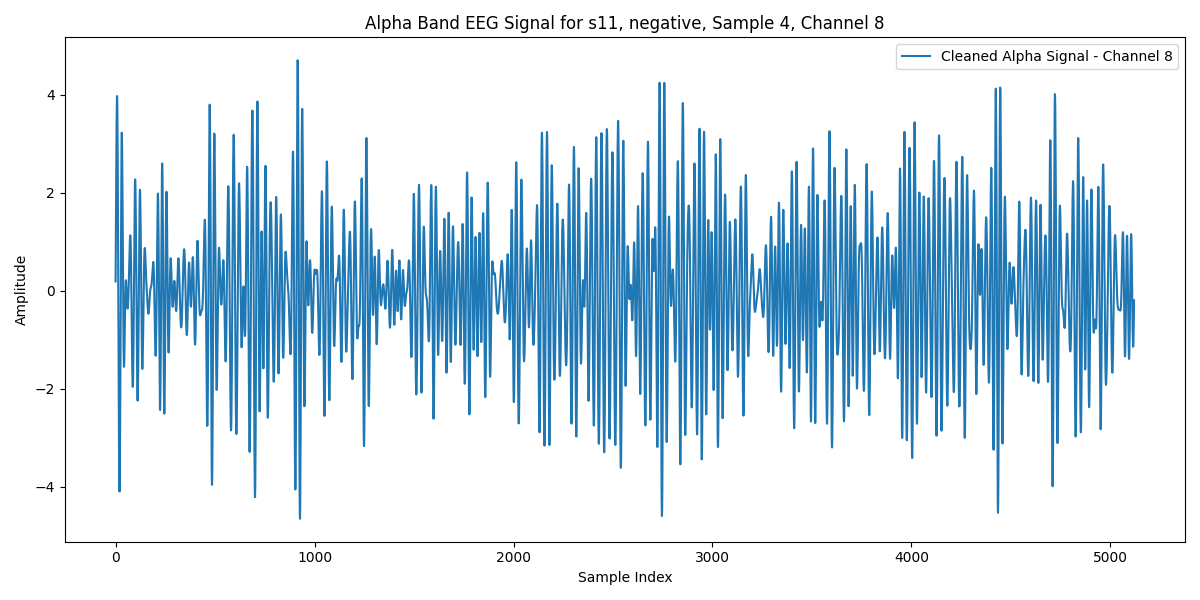 Alpha Band EEG Signal for s11, negative, Sample 4, Channel 8
Cleaned Alpha Signal - Channel 8
Amplitude
4
2
0
−2
−4
0 1000 2000 3000 4000 5000
Sample Index